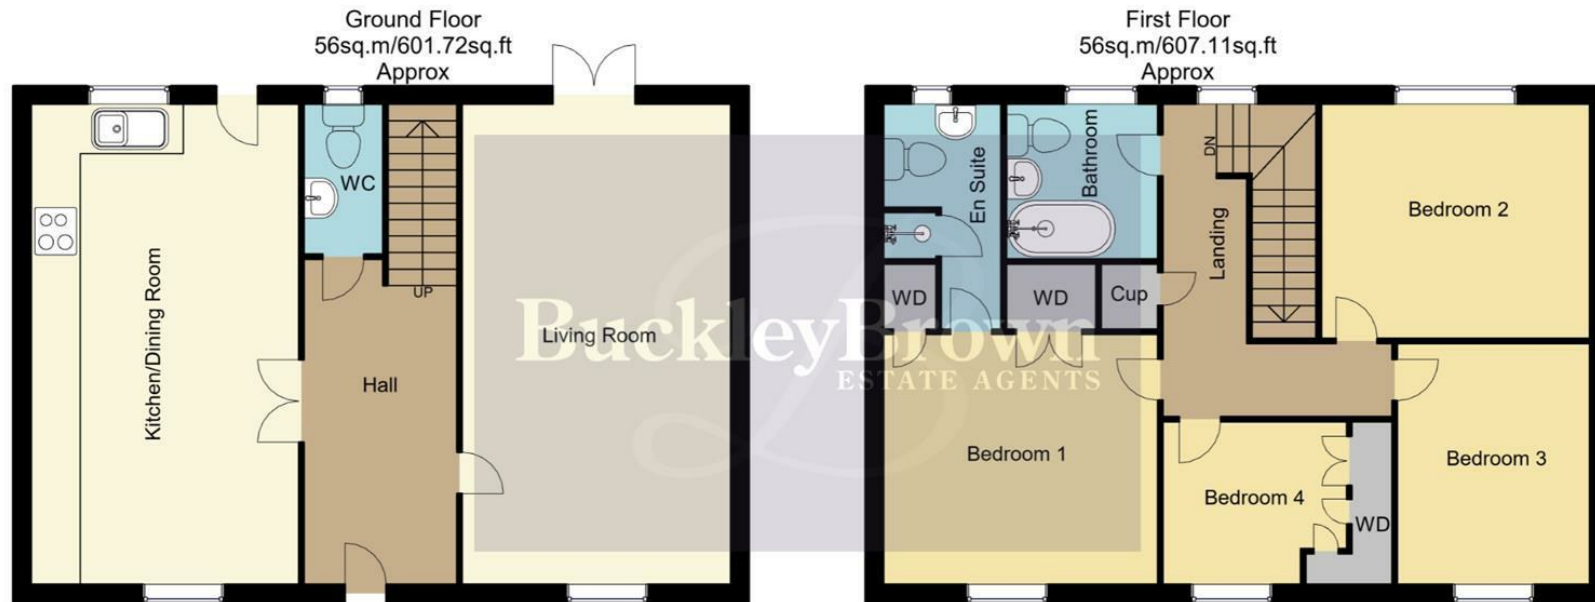 Ground Floor
56sq.m/601.72sq.ft
Approx
Kitchen/Dining Room
WC
UP
Hall
Living Room
First Floor
56sq.m/607.11sq.ft
Approx
En Suite
Bathroom
DN
Landing
Bedroom 2
WD
WD
Cup
Bedroom 1
Bedroom 4
WD
Bedroom 3
BuckleyBrown
ESTATE AGENTS